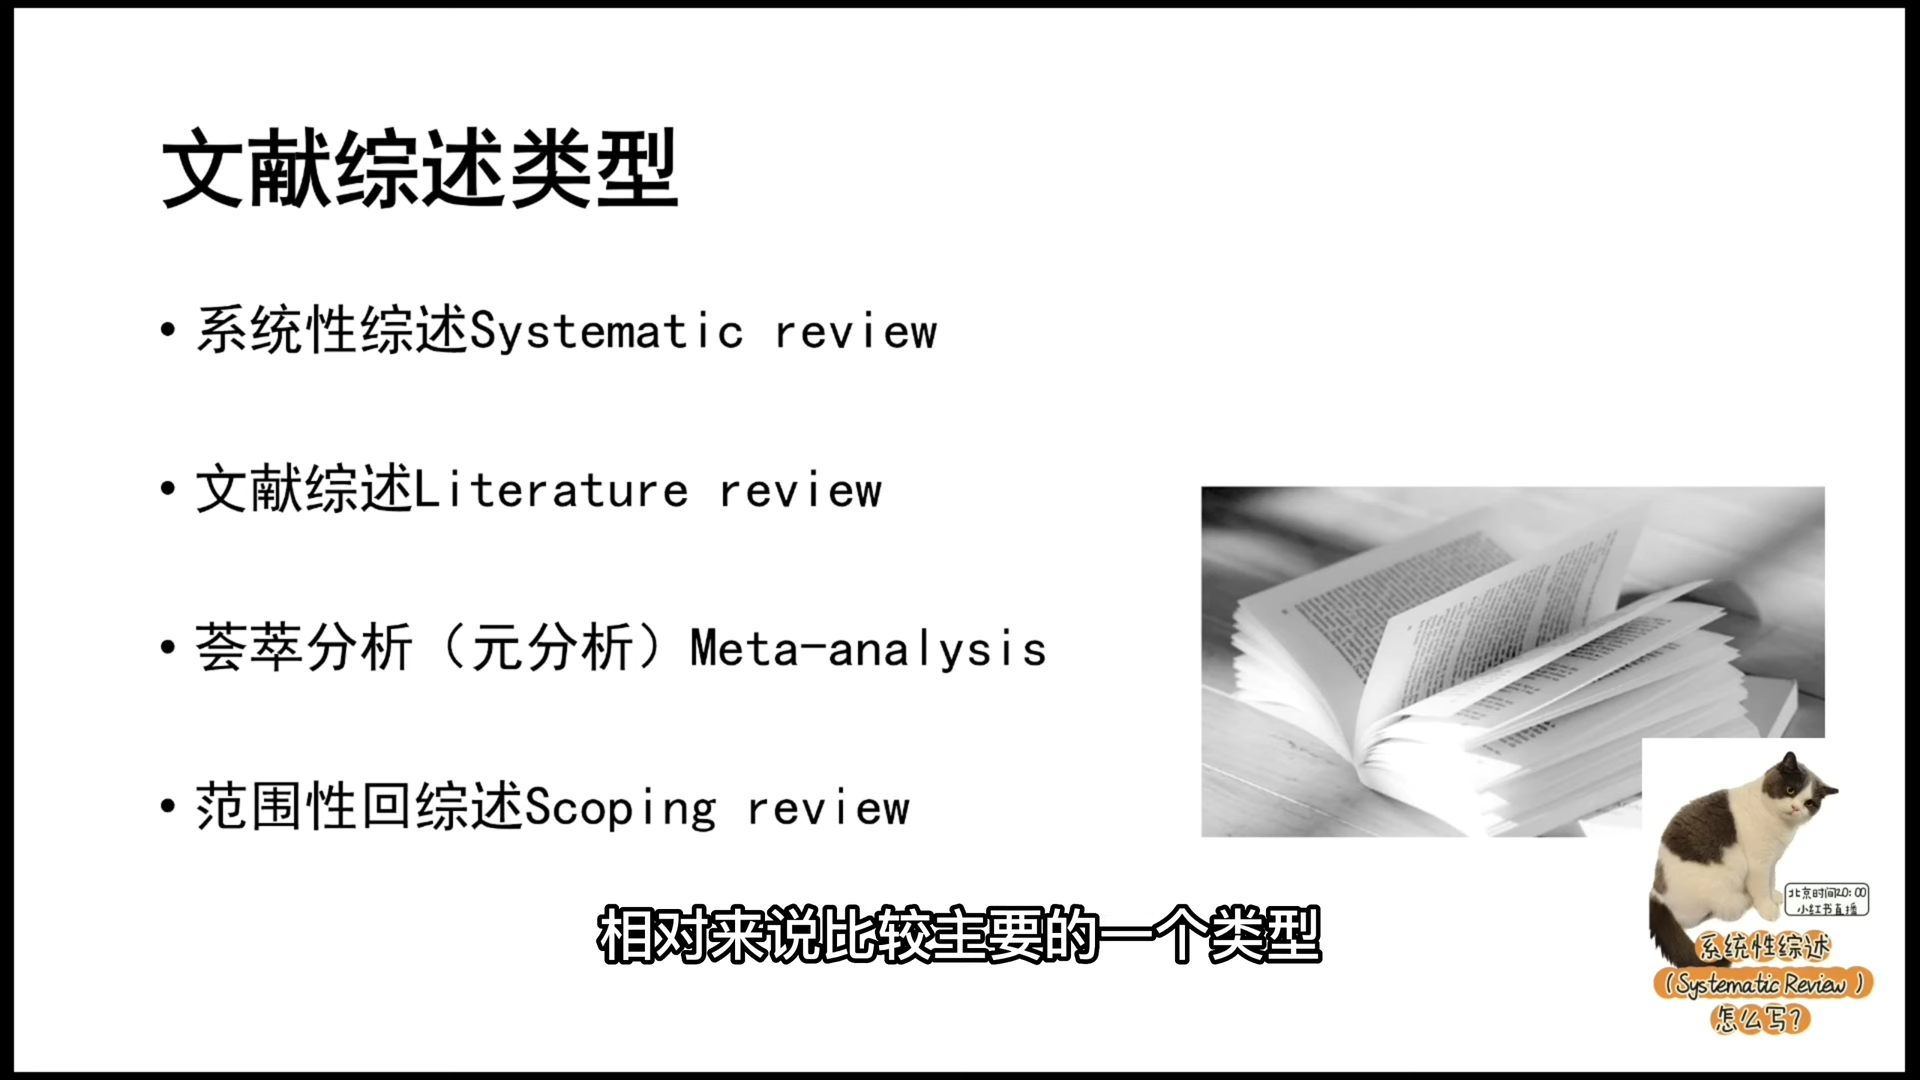 文献综述类型
• 系统性综述Systematic review
• 文献综述Literature review
• 荟萃分析（元分析）Meta-analysis
• 范围性回综述Scoping review
相对来说比较主要的一个类型
北京时间20:00
小红书直播
系统性综述
（Systematic Review）
怎么写?